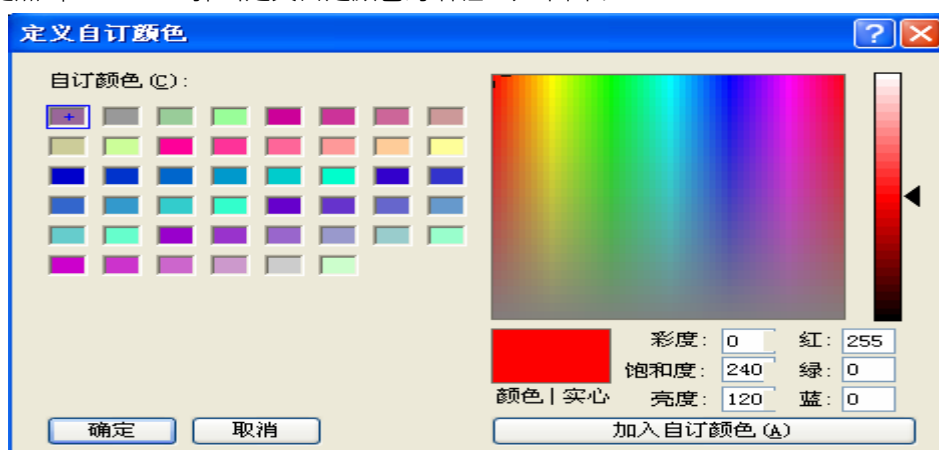 定义自订颜色
自订颜色(C):
彩度: 0 红: 255
饱和度: 240 绿: 0
颜色|实心 亮度: 120 蓝: 0
确定 取消 加入自订颜色(A)